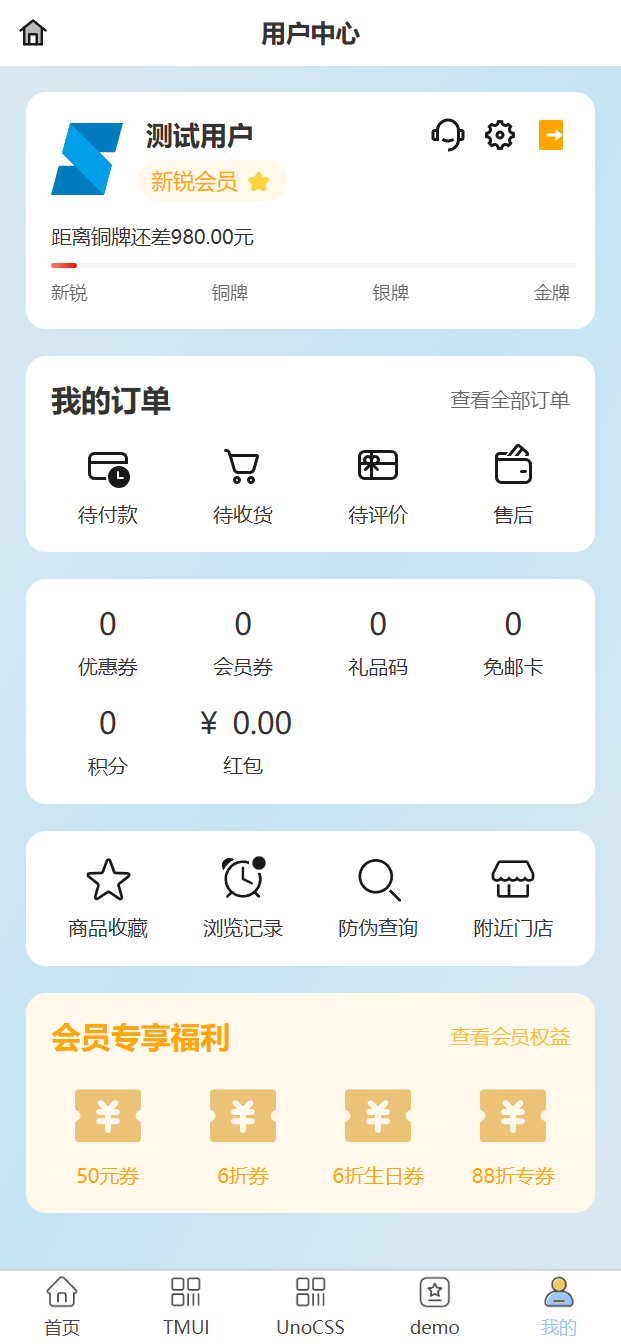 用户中心
测试用户
新锐会员
距离铜牌还差980.00元
新锐 铜牌 银牌 金牌
我的订单 查看全部订单
待付款 待收货 待评价 售后
0 0 0 0
优惠券 会员券 礼品码 免邮卡
0 ¥ 0.00
积分 红包
商品收藏 浏览记录 防伪查询 附近门店
会员专享福利 查看会员权益
50元券 6折券 6折生日券 88折专券
首页 TMUI UnoCSS demo 我的